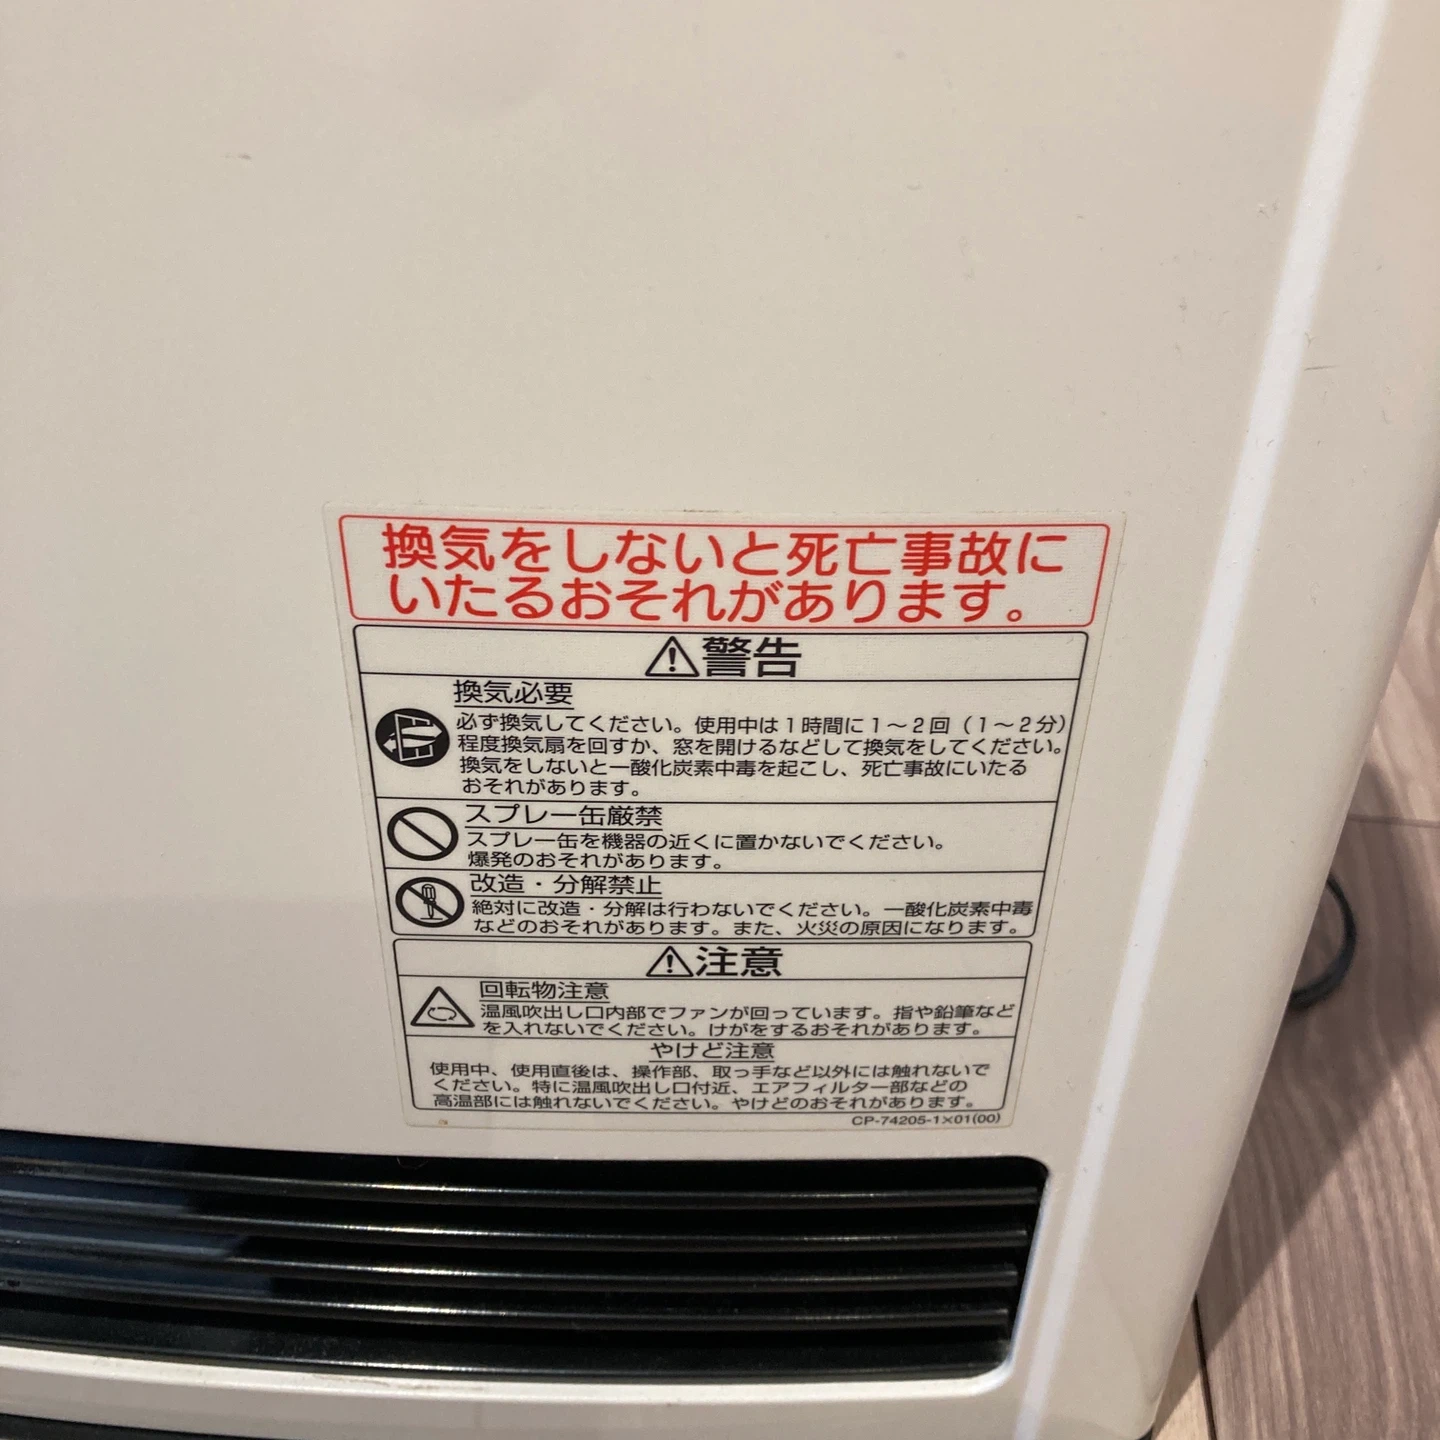 換気をしないと死亡事故に
いたるおそれがあります。
⚠警告
換気必要
必ず換気してください。使用中は1時間に1~2回(1~2分)
程度換気扇を回すか、窓を開けるなどして換気をしてください。
換気をしないと一酸化炭素中毒を起こし、死亡事故にいたる
おそれがあります。
スプレー缶厳禁
スプレー缶を機器の近くに置かないでください。
爆発のおそれがあります。
改造・分解禁止
絶対に改造・分解は行わないでください。一酸化炭素中毒
などのおそれがあります。また、火災の原因になります。
⚠注意
回転物注意
温風吹出し口内部でファンが回っています。指や鉛筆など
を入れないでください。けがをするおそれがあります。
やけど注意
使用中、使用直後は、操作部、取っ手など以外には触れないで
ください。特に温風吹出し口付近、エアフィルター部などの
高温部には触れないでください。やけどのおそれがあります。
CP-74205-1×01(00)